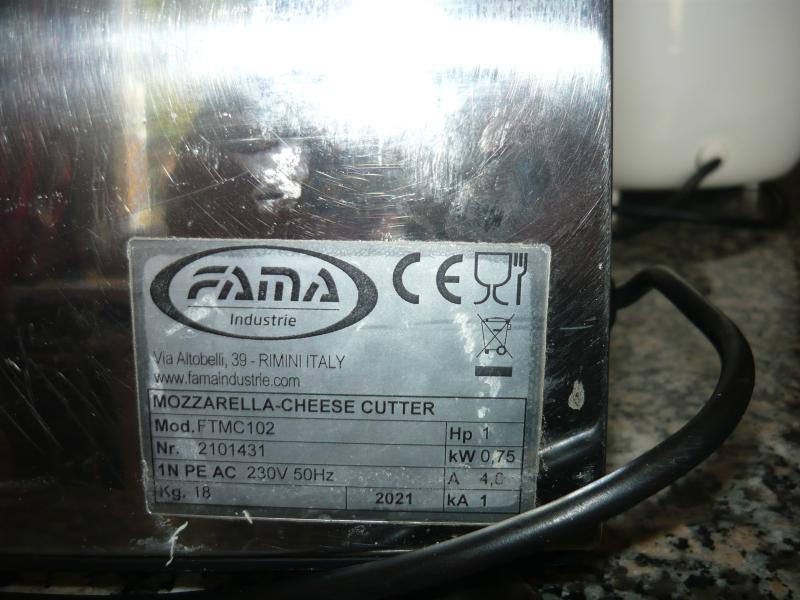 FAMA
Industrie
CE
Via Altobelli, 39 - RIMINI ITALY
www.famaindustrie.com
MOZZARELLA-CHEESE CUTTER
Mod. FTMC102
Hp 1
Nr. 2101431
kW 0,75
1N PE AC 230V 50Hz
A 4,
Kg. 18
2021
kA 1